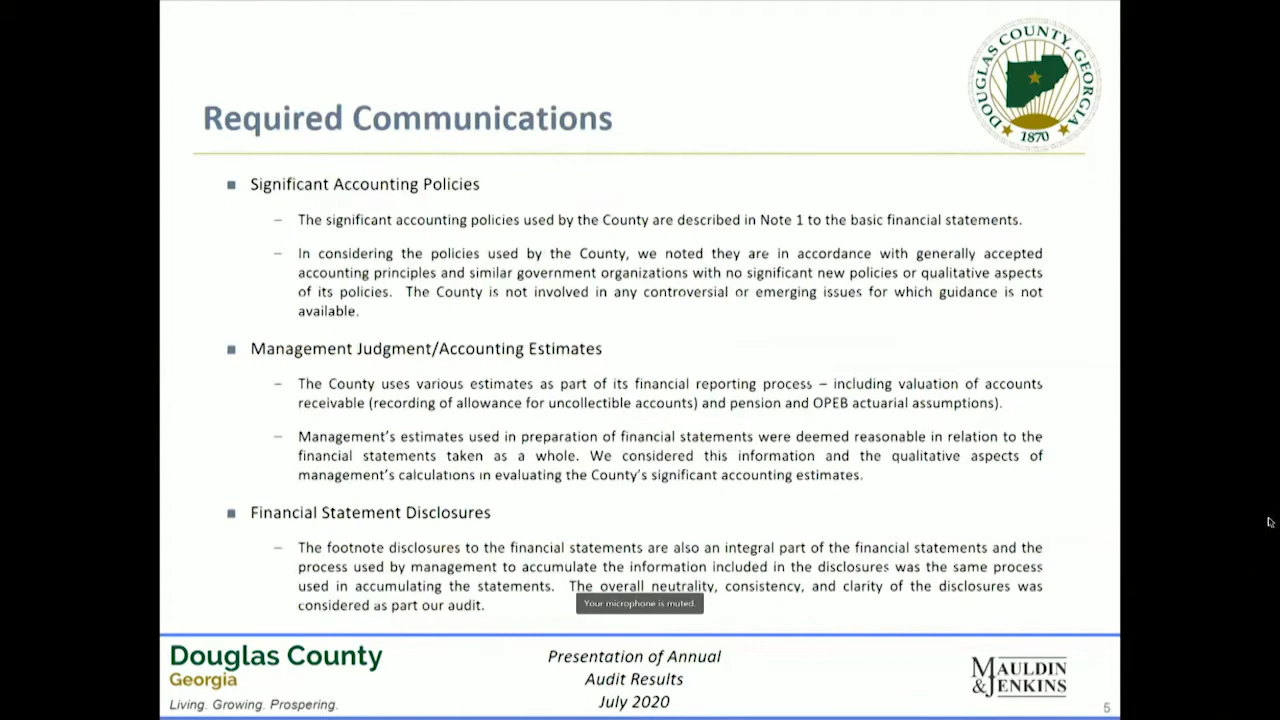 DOUGLAS COUNTY, GEORGIA
1870
Required Communications
Significant Accounting Policies
– The significant accounting policies used by the County are described in Note 1 to the basic financial statements.
– In considering the policies used by the County, we noted they are in accordance with generally accepted
accounting principles and similar government organizations with no significant new policies or qualitative aspects
of its policies. The County is not involved in any controversial or emerging issues for which guidance is not
available.
Management Judgment/Accounting Estimates
– The County uses various estimates as part of its financial reporting process – including valuation of accounts
receivable (recording of allowance for uncollectible accounts) and pension and OPEB actuarial assumptions).
– Management's estimates used in preparation of financial statements were deemed reasonable in relation to the
financial statements taken as a whole. We considered this information and the qualitative aspects of
management's calculations in evaluating the County's significant accounting estimates.
Financial Statement Disclosures
– The footnote disclosures to the financial statements are also an integral part of the financial statements and the
process used by management to accumulate the information included in the disclosures was the same process
used in accumulating the statements. The overall neutrality, consistency, and clarity of the disclosures was
considered as part our audit.
Your microphone is muted.
Douglas County
Georgia
Living. Growing. Prospering.
Presentation of Annual
Audit Results
July 2020
MAULDIN
& JENKINS
5